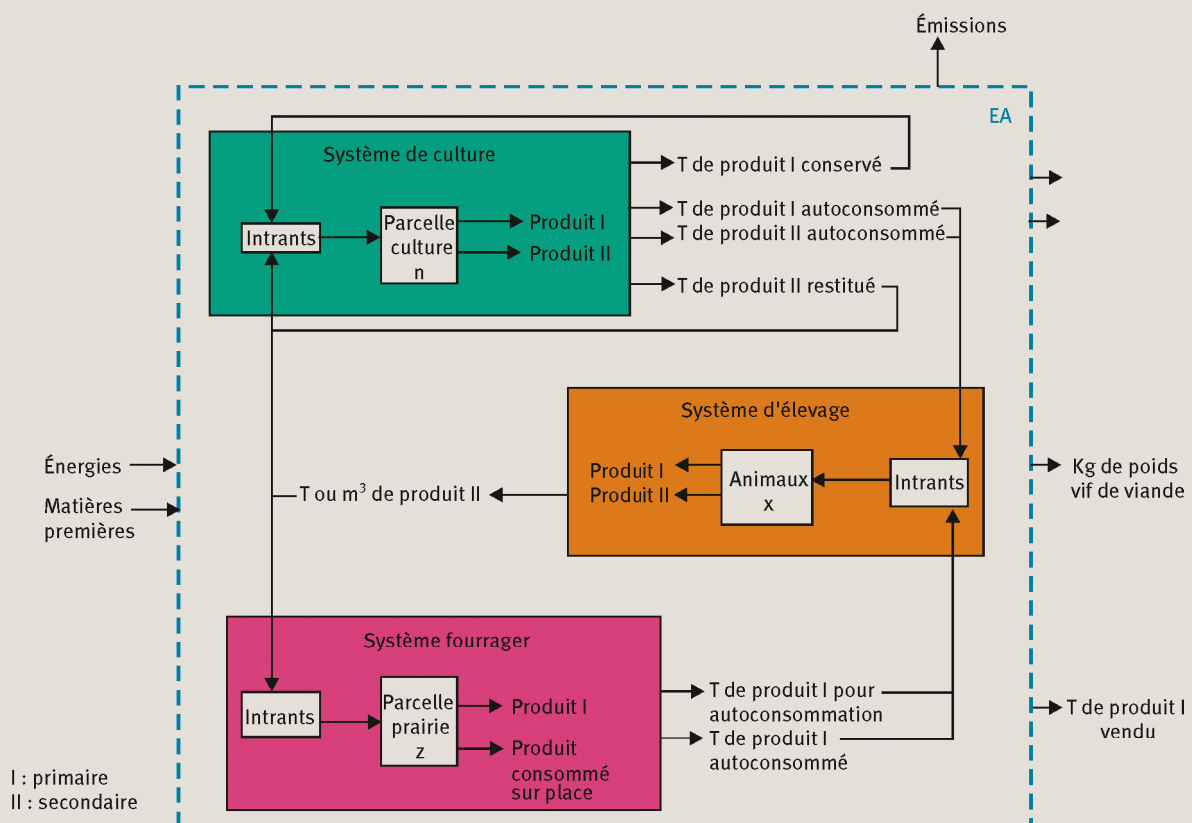 Émissions
EA
Système de culture
T de produit I conservé
Intrants
Parcelle
culture
n
Produit I
Produit II
T de produit I autoconsommé
T de produit II autoconsommé
T de produit II restitué
Système d'élevage
Énergies
Matières
premières
T ou m³ de produit II
Produit I
Produit II
Animaux
x
Intrants
Kg de poids
vif de viande
Système fourrager
Intrants
Parcelle
prairie
z
Produit I
Produit
consommé
sur place
T de produit I pour
autoconsommation
T de produit I
autoconsommé
T de produit I
vendu
I : primaire
II : secondaire